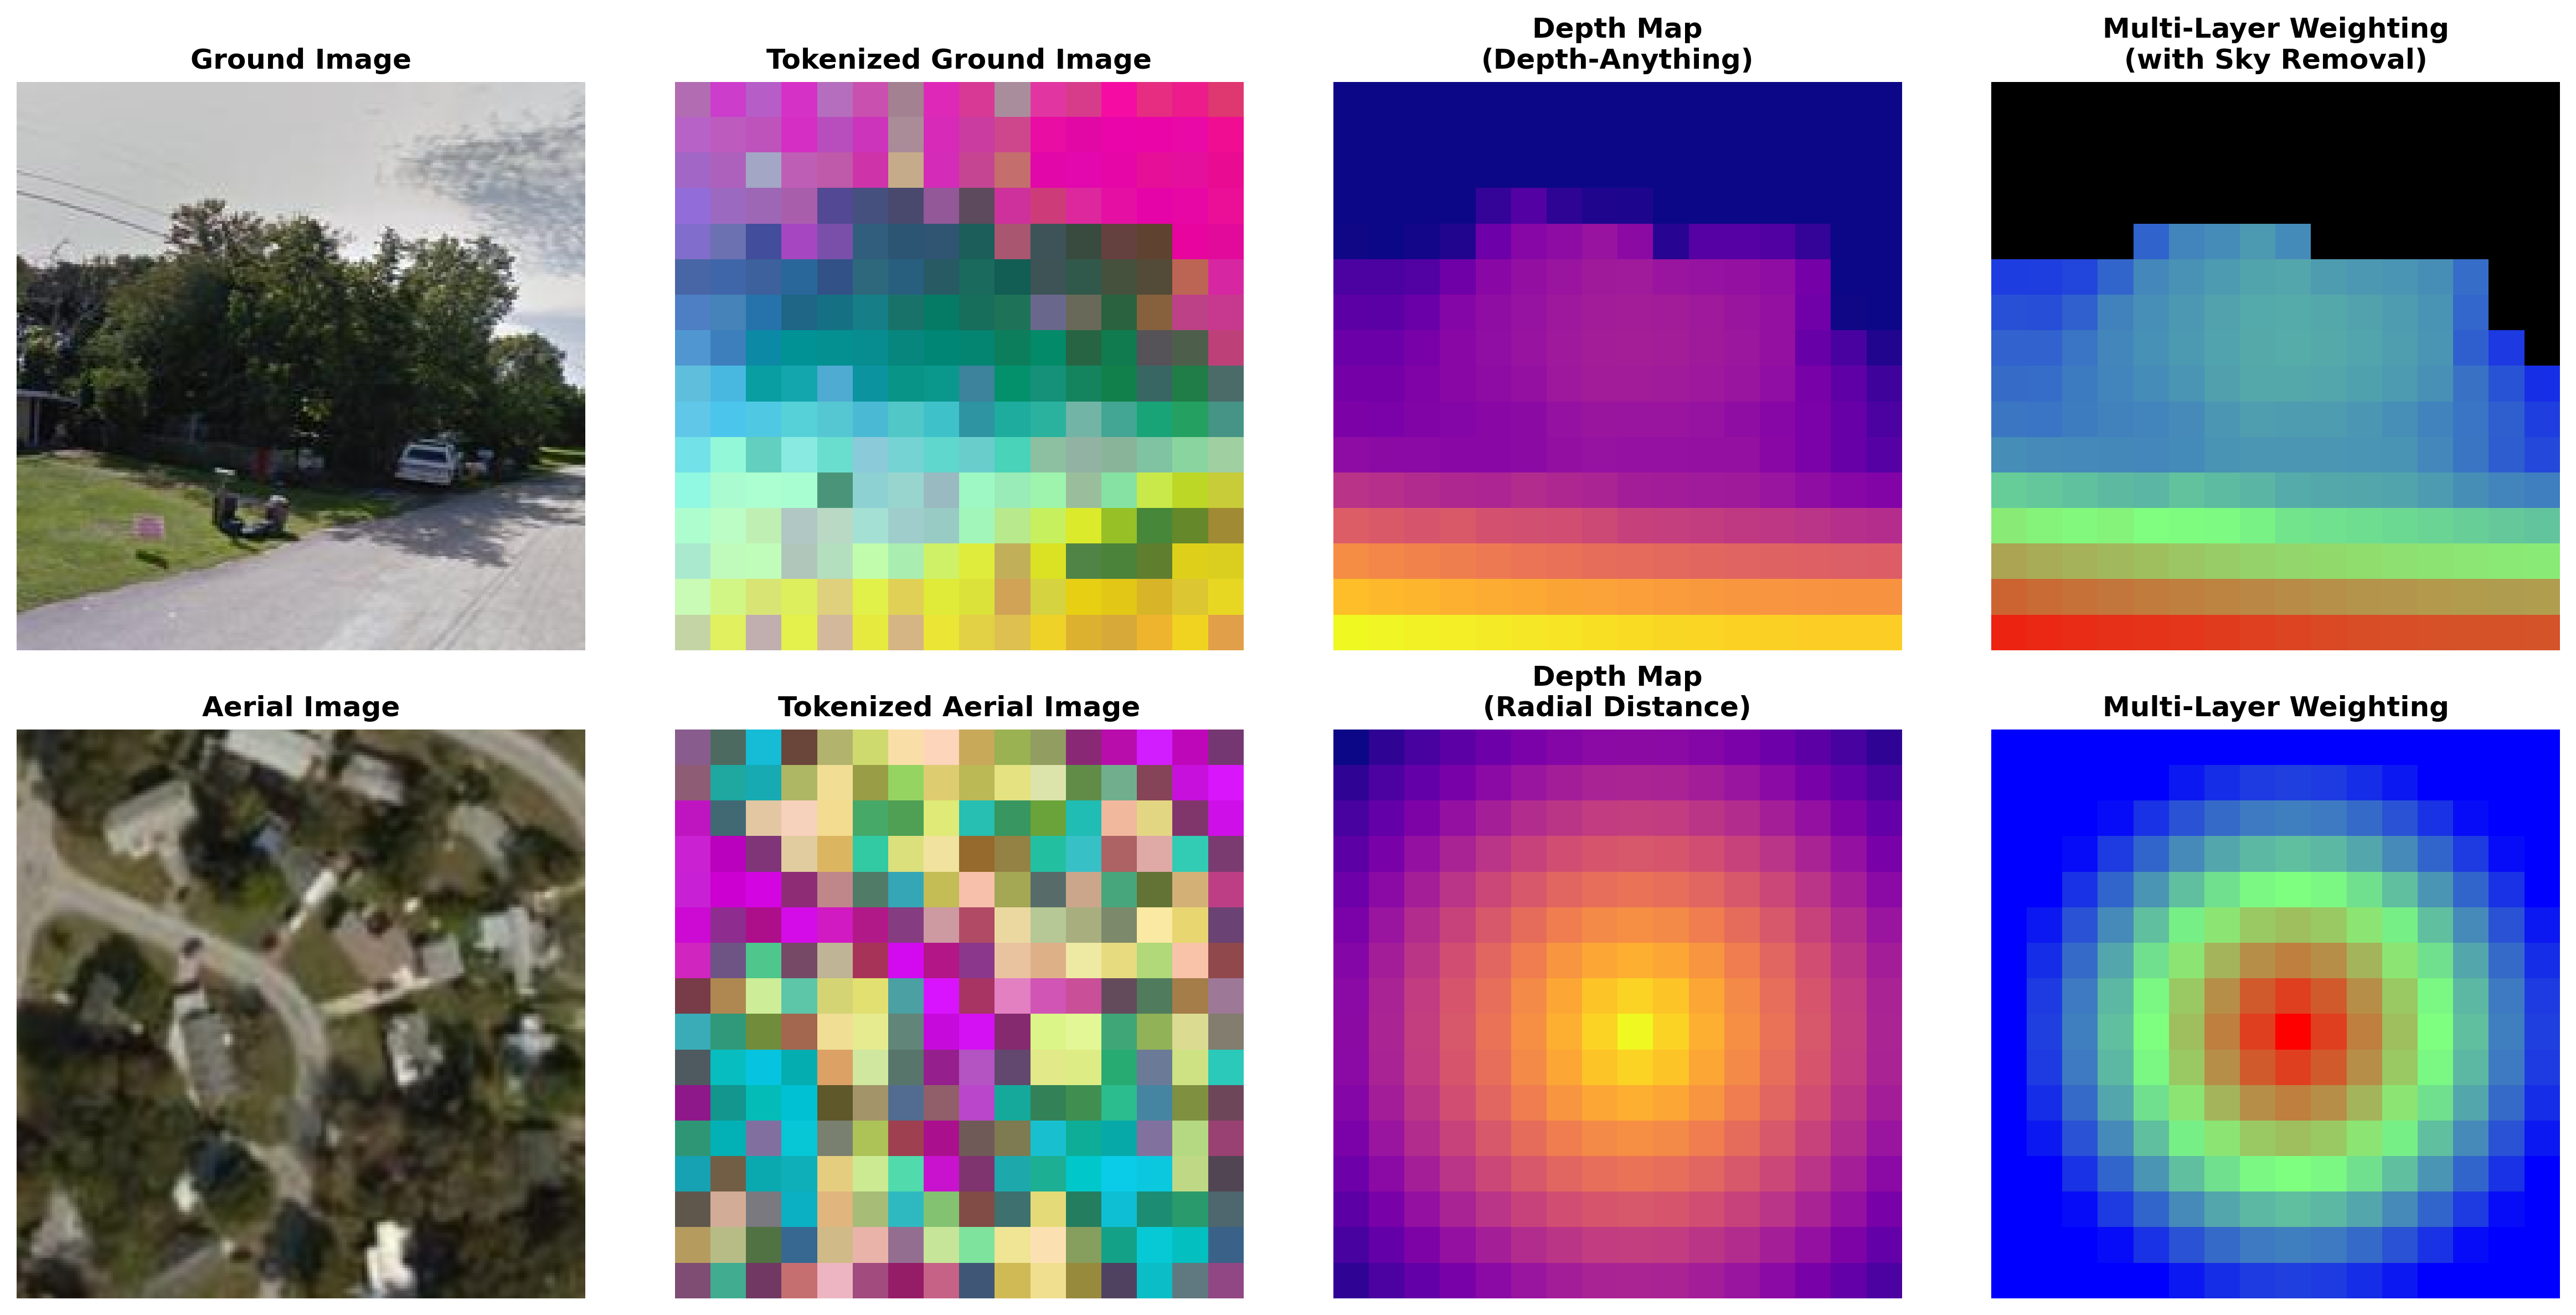 Ground Image
Tokenized Ground Image
Depth Map
(Depth-Anything)
Multi-Layer Weighting
(with Sky Removal)
Aerial Image
Tokenized Aerial Image
Depth Map
(Radial Distance)
Multi-Layer Weighting